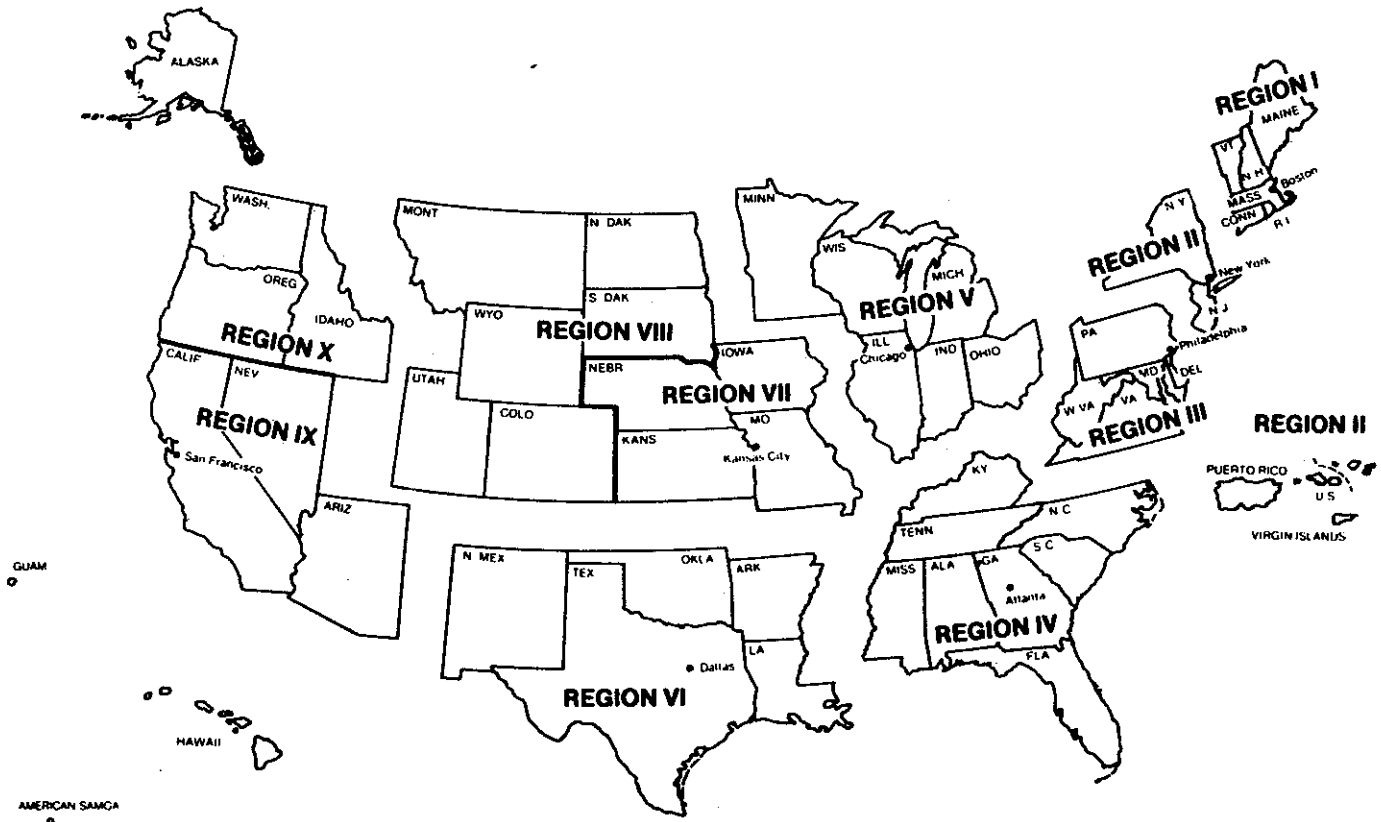 ALASKA
REGION I
MAINE
VT
N H
Boston
MASS
CONN
R I
WASH.
MONT
N DAK
MINN
N Y
WIS
REGION II
MICH
New York
OREG
S DAK
REGION V
N J
IDAHO
WYO
REGION VIII
PA
REGION X
ILL
Chicago
IND
OHIO
Philadelphia
CALIF
NEV
UTAH
NEBR
IOWA
MD
DEL
REGION VII
W VA
VA
REGION IX
COLO
MO
REGION III
REGION II
KANS
Kansas City
San Francisco
KY
PUERTO RICO
U S
VIRGIN ISLANDS
ARIZ
N C
TENN
S C
GUAM
N MEX
OKLA
TEX
ARK
MISS
ALA
GA
Atlanta
REGION IV
LA
FLA
Dallas
REGION VI
HAWAII
AMERICAN SAMCA